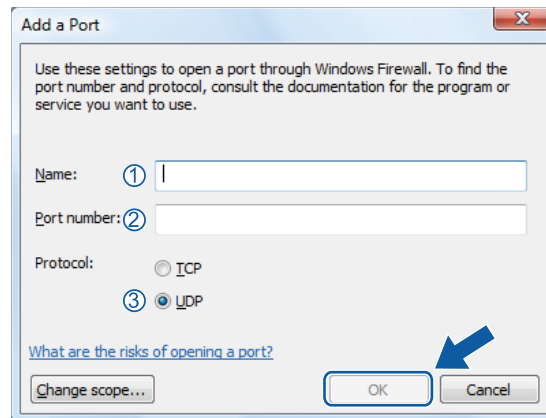 Add a Port
Use these settings to open a port through Windows Firewall. To find the
port number and protocol, consult the documentation for the program or
service you want to use.
Name: ①
Port number: ②
Protocol: TCP
③ UDP
What are the risks of opening a port?
Change scope... OK Cancel